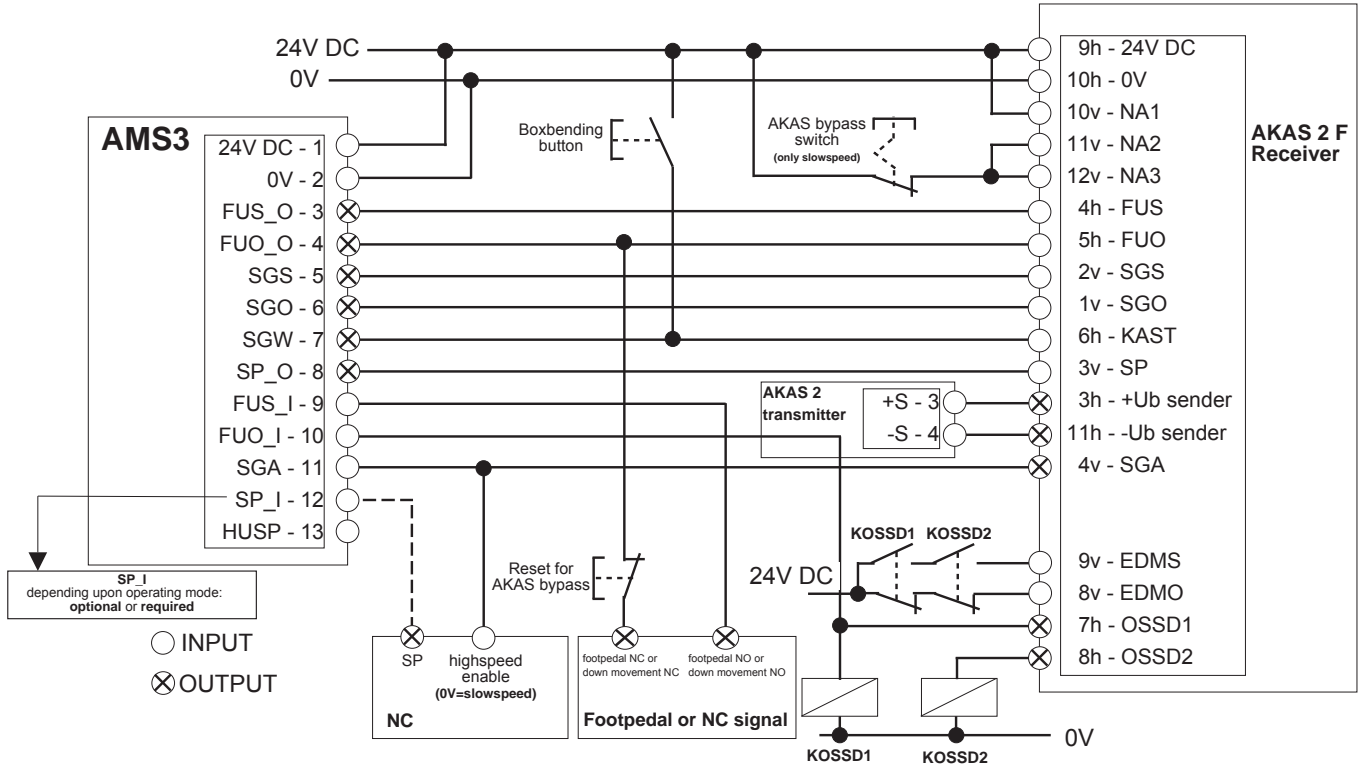 24V DC
0V
AMS3
24V DC - 1
0V - 2
FUS_O - 3
FUO_O - 4
SGS - 5
SGO - 6
SGW - 7
SP_O - 8
FUS_I - 9
FUO_I - 10
SGA - 11
SP_I - 12
HUSP - 13
SP_I
depending upon operating mode:
optional or required
INPUT
OUTPUT
Boxbending
button
AKAS bypass
switch
(only slowspeed)
AKAS 2
transmitter
+S - 3
-S - 4
Reset for
AKAS bypass
SP
highspeed
enable
(0V=slowspeed)
NC
footpedal NC or
down movement NC
footpedal NO or
down movement NO
Footpedal or NC signal
24V DC
KOSSD1
KOSSD2
KOSSD1
KOSSD2
0V
9h - 24V DC
10h - 0V
10v - NA1
11v - NA2
12v - NA3
4h - FUS
5h - FUO
2v - SGS
1v - SGO
6h - KAST
3v - SP
3h - +Ub sender
11h - -Ub sender
4v - SGA
9v - EDMS
8v - EDMO
7h - OSSD1
8h - OSSD2
AKAS 2 F
Receiver